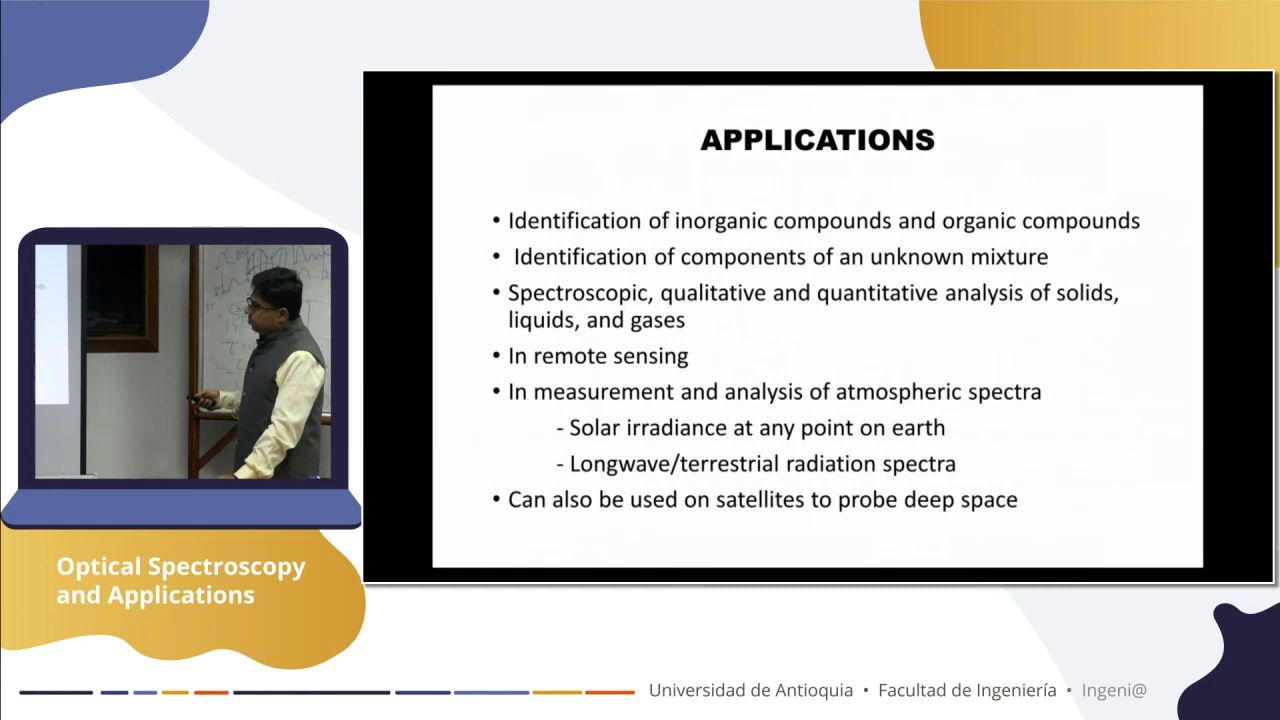 APPLICATIONS
• Identification of inorganic compounds and organic compounds
• Identification of components of an unknown mixture
• Spectroscopic, qualitative and quantitative analysis of solids,
liquids, and gases
• In remote sensing
• In measurement and analysis of atmospheric spectra
- Solar irradiance at any point on earth
- Longwave/terrestrial radiation spectra
• Can also be used on satellites to probe deep space
Optical Spectroscopy
and Applications
Universidad de Antioquia • Facultad de Ingeniería • Ingeni@